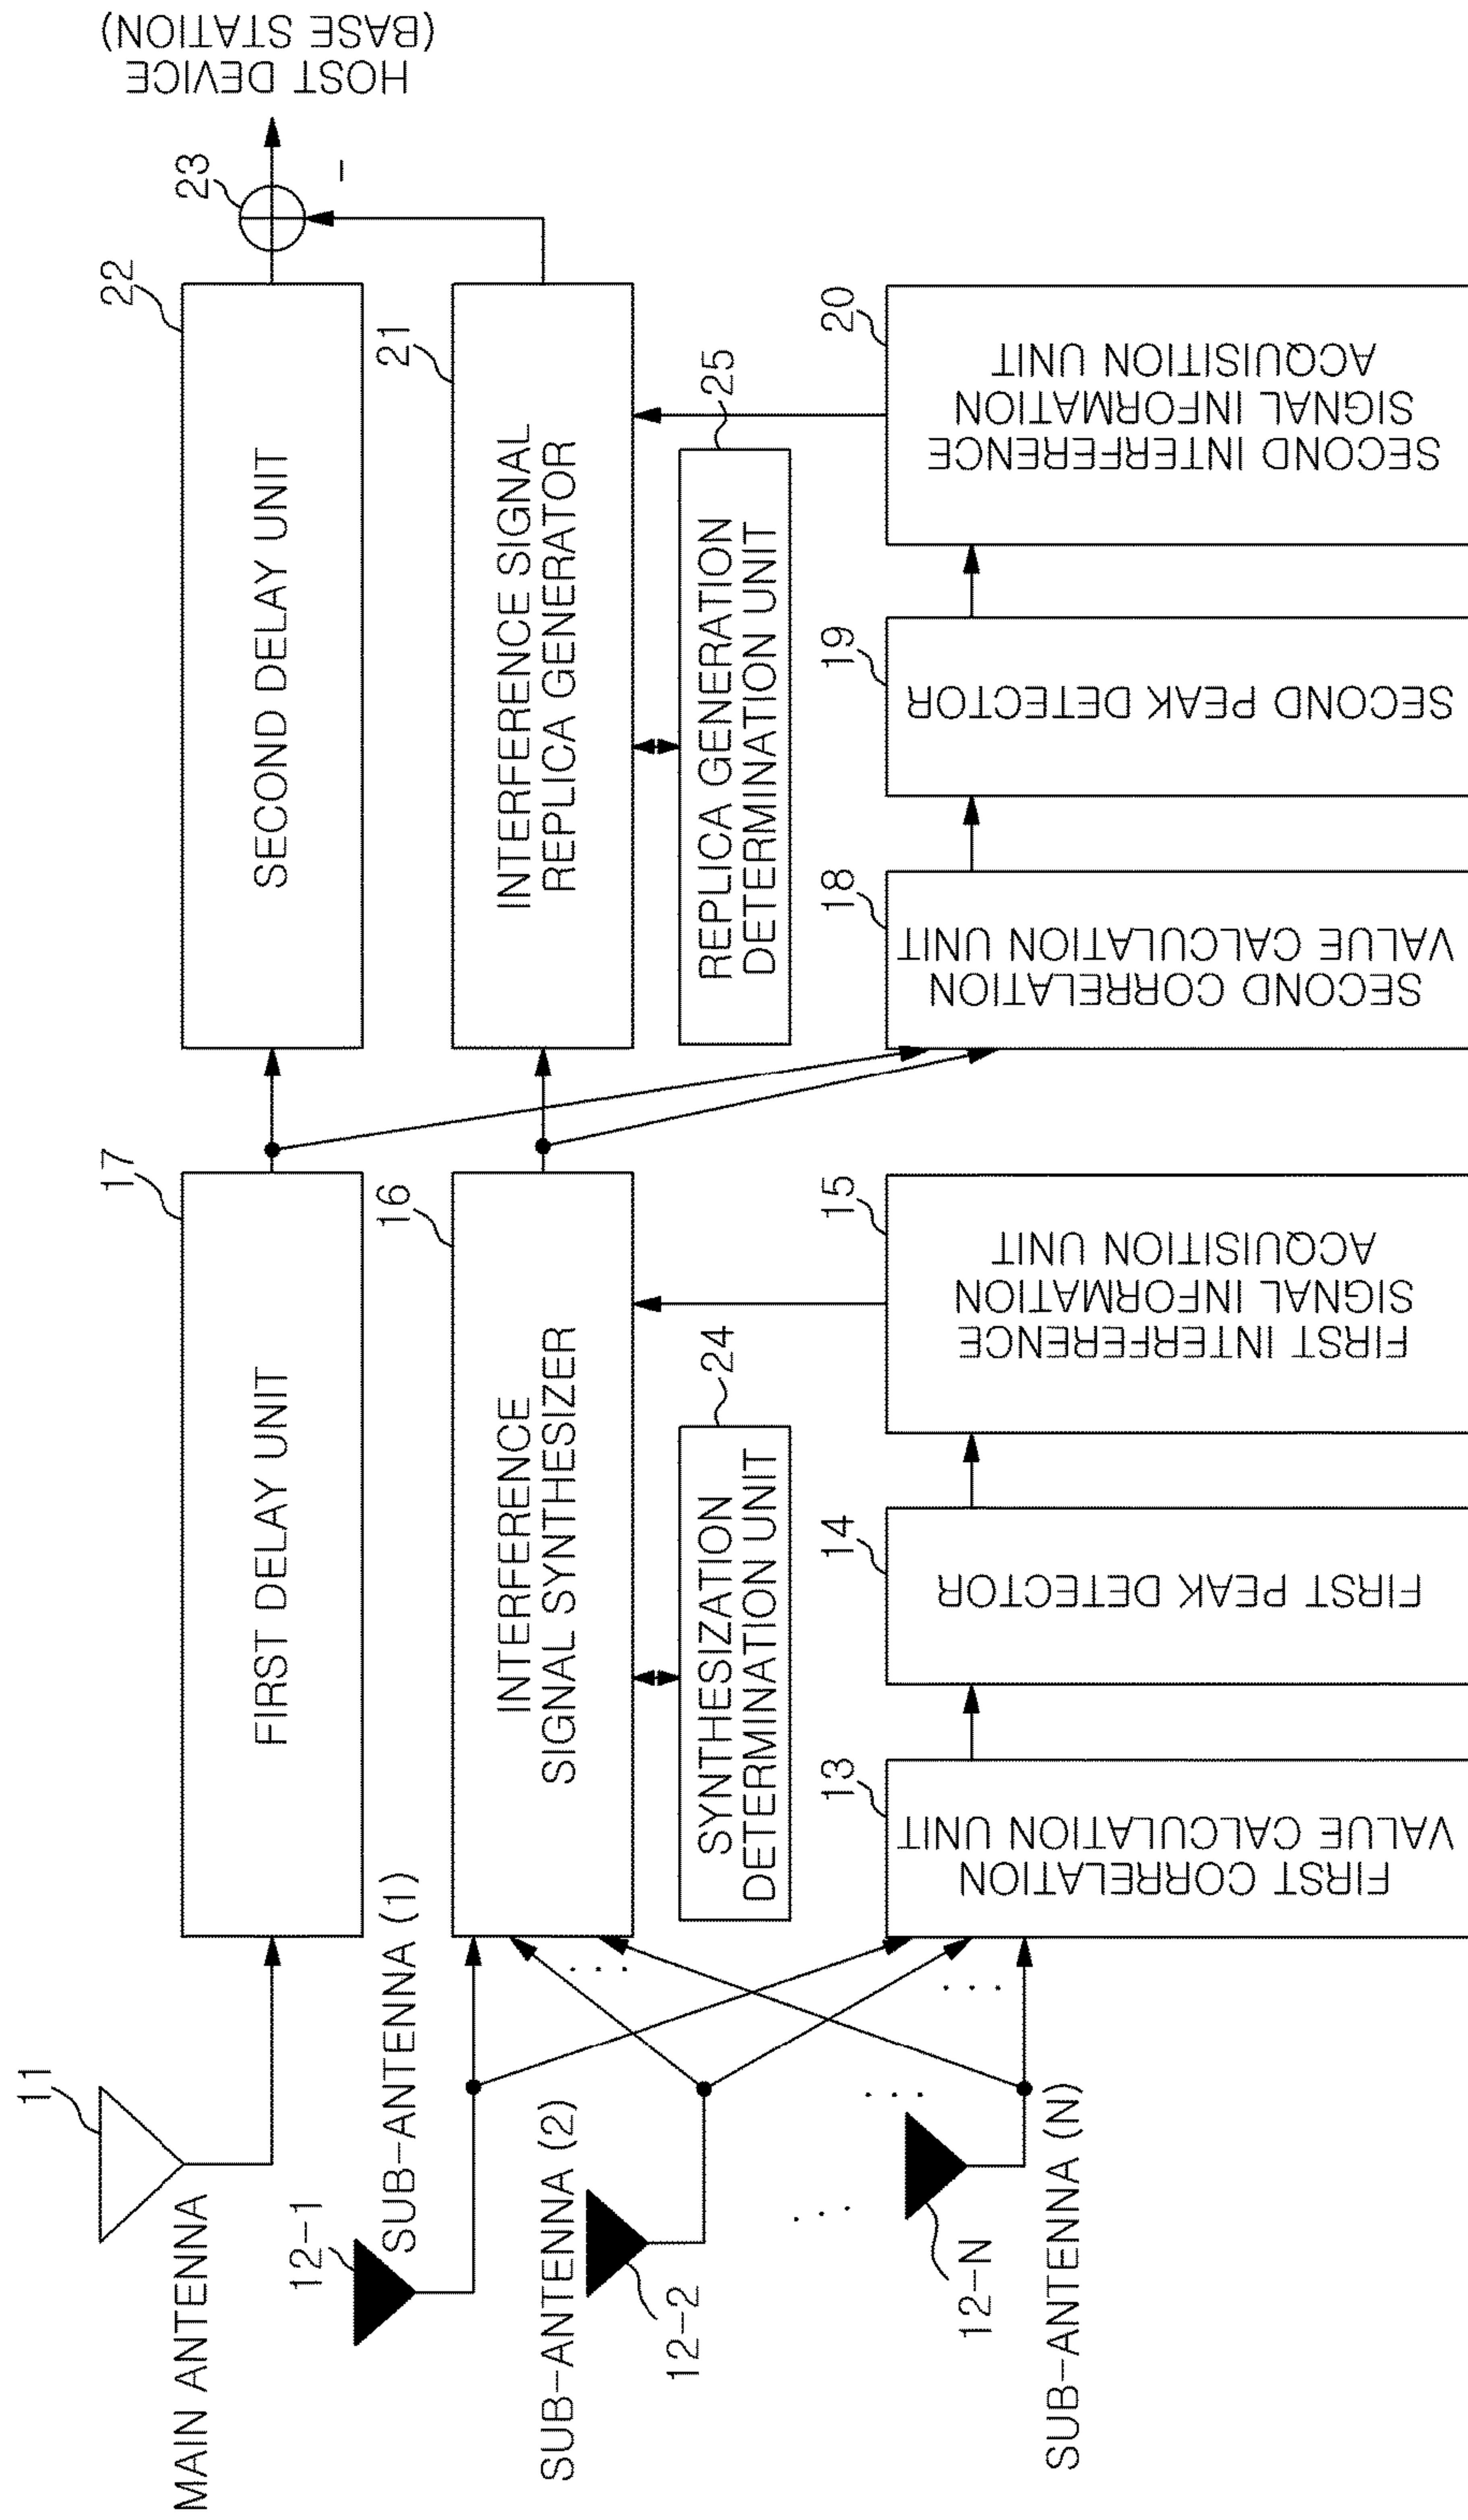 11
MAIN ANTENNA
17
FIRST DELAY UNIT
22
SECOND DELAY UNIT
23
−
HOST DEVICE
(BASE STATION)
12−1
SUB−ANTENNA (1)
16
INTERFERENCE
SIGNAL SYNTHESIZER
21
INTERFERENCE SIGNAL
REPLICA GENERATOR
SUB−ANTENNA (2)
12−2
SYNTHESIZATION
DETERMINATION UNIT
24
REPLICA GENERATION
DETERMINATION UNIT
25
. . .
. . .
. . .
. . .
12−N
SUB−ANTENNA (N)
13
FIRST CORRELATION
VALUE CALCULATION UNIT
14
FIRST PEAK DETECTOR
15
FIRST INTERFERENCE
SIGNAL INFORMATION
ACQUISITION UNIT
18
SECOND CORRELATION
VALUE CALCULATION UNIT
19
SECOND PEAK DETECTOR
20
SECOND INTERFERENCE
SIGNAL INFORMATION
ACQUISITION UNIT